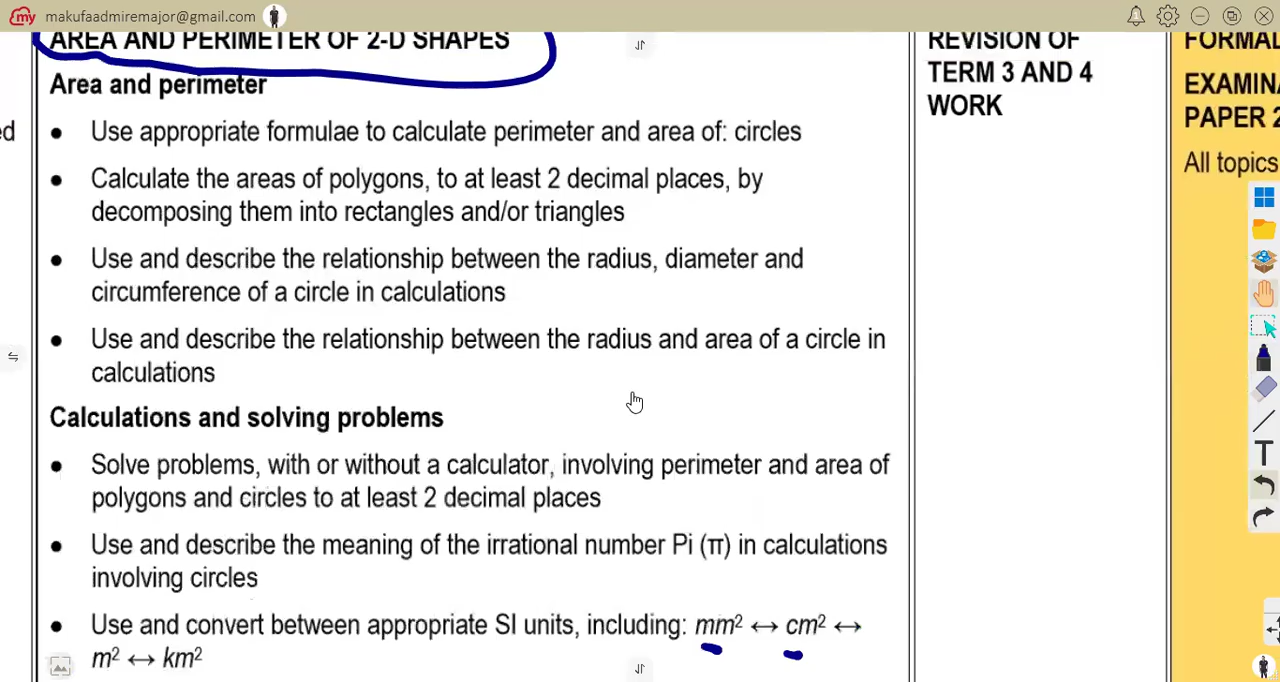 my makufaadmiremajor@gmail.com
AREA AND PERIMETER OF 2-D SHAPES
Area and perimeter
ed
• Use appropriate formulae to calculate perimeter and area of: circles
• Calculate the areas of polygons, to at least 2 decimal places, by
decomposing them into rectangles and/or triangles
• Use and describe the relationship between the radius, diameter and
circumference of a circle in calculations
• Use and describe the relationship between the radius and area of a circle in
calculations
Calculations and solving problems
• Solve problems, with or without a calculator, involving perimeter and area of
polygons and circles to at least 2 decimal places
• Use and describe the meaning of the irrational number Pi (π) in calculations
involving circles
• Use and convert between appropriate SI units, including: mm² ↔ cm² ↔
m² ↔ km²
REVISION OF
TERM 3 AND 4
WORK
FORMAL
EXAMINA
PAPER 2
All topics
T